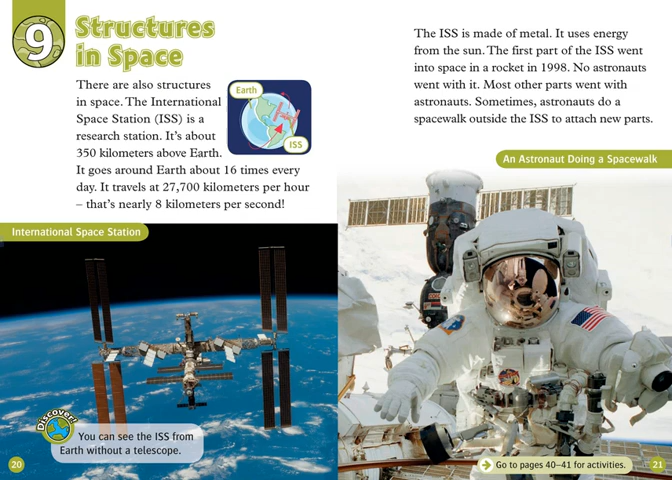 9
Structures
in Space
There are also structures
in space. The International
Space Station (ISS) is a
research station. It's about
350 kilometers above Earth.
It goes around Earth about 16 times every
day. It travels at 27,700 kilometers per hour
– that's nearly 8 kilometers per second!
Earth
ISS
International Space Station
Discover!
You can see the ISS from
Earth without a telescope.
20
The ISS is made of metal. It uses energy
from the sun. The first part of the ISS went
into space in a rocket in 1998. No astronauts
went with it. Most other parts went with
astronauts. Sometimes, astronauts do a
spacewalk outside the ISS to attach new parts.
An Astronaut Doing a Spacewalk
Go to pages 40–41 for activities.
21